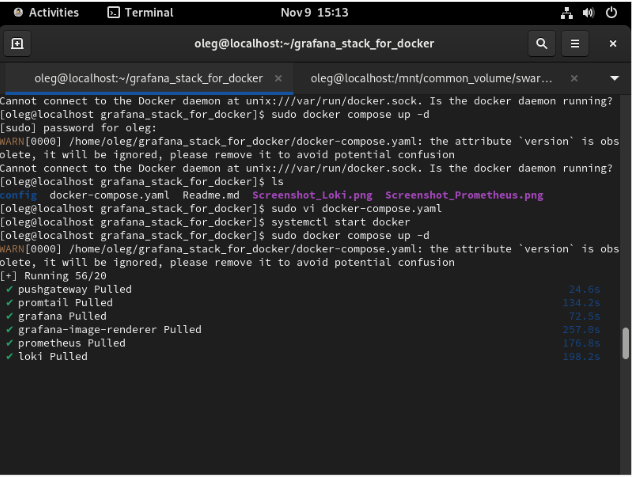 Activities Terminal Nov 9 15:13
oleg@localhost:~/grafana_stack_for_docker
oleg@localhost:~/grafana_stack_for_docker × oleg@localhost:/mnt/common_volume/swar… ×
Cannot connect to the Docker daemon at unix:///var/run/docker.sock. Is the docker daemon running?
[oleg@localhost grafana_stack_for_docker]$ sudo docker compose up -d
[sudo] password for oleg:
WARN[0000] /home/oleg/grafana_stack_for_docker/docker-compose.yaml: the attribute `version` is obs
olete, it will be ignored, please remove it to avoid potential confusion
Cannot connect to the Docker daemon at unix:///var/run/docker.sock. Is the docker daemon running?
[oleg@localhost grafana_stack_for_docker]$ ls
config docker-compose.yaml Readme.md Screenshot_Loki.png Screenshot_Prometheus.png
[oleg@localhost grafana_stack_for_docker]$ sudo vi docker-compose.yaml
[oleg@localhost grafana_stack_for_docker]$ systemctl start docker
[oleg@localhost grafana_stack_for_docker]$ sudo docker compose up -d
WARN[0000] /home/oleg/grafana_stack_for_docker/docker-compose.yaml: the attribute `version` is obs
olete, it will be ignored, please remove it to avoid potential confusion
[+] Running 56/20
✔ pushgateway Pulled 24.6s
✔ promtail Pulled 134.2s
✔ grafana Pulled 72.5s
✔ grafana-image-renderer Pulled 257.0s
✔ prometheus Pulled 176.8s
✔ loki Pulled 198.2s